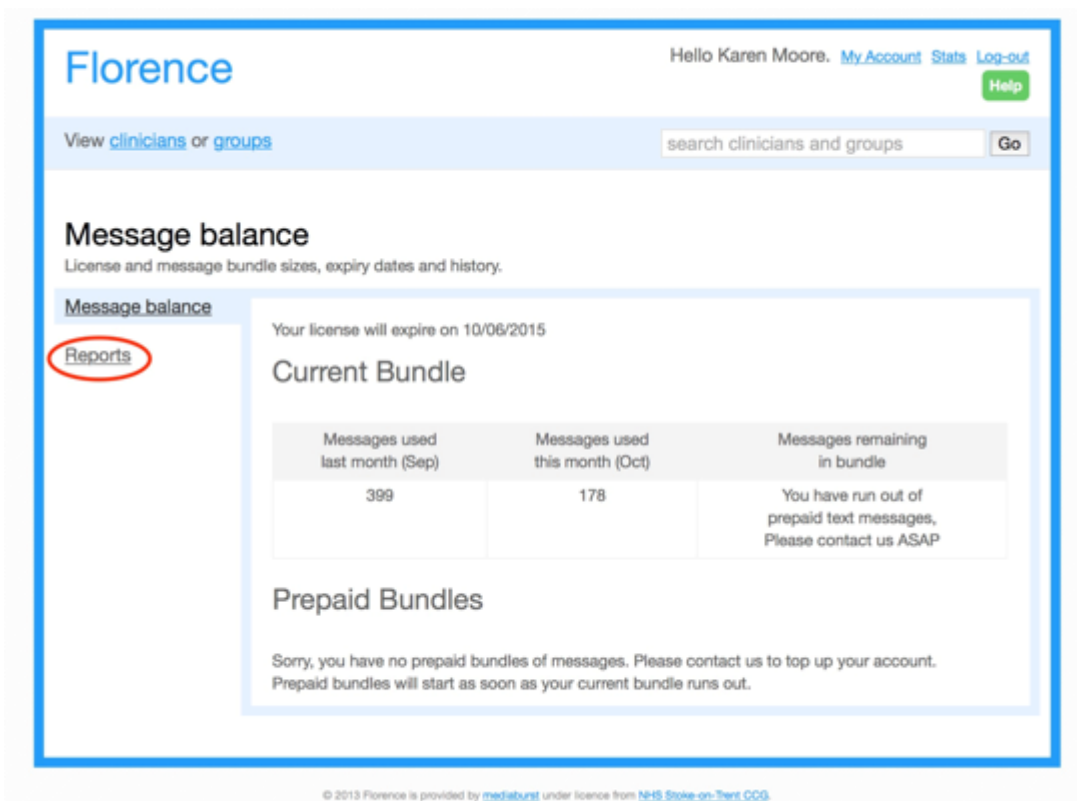 Florence
Hello Karen Moore. My Account Stats Log-out
Help
View clinicians or groups
search clinicians and groups Go
Message balance
License and message bundle sizes, expiry dates and history.
Message balance
Reports
Your license will expire on 10/06/2015
Current Bundle
Messages used
last month (Sep)
Messages used
this month (Oct)
Messages remaining
in bundle
399
178
You have run out of
prepaid text messages,
Please contact us ASAP
Prepaid Bundles
Sorry, you have no prepaid bundles of messages. Please contact us to top up your account.
Prepaid bundles will start as soon as your current bundle runs out.
© 2013 Florence is provided by mediaburst under licence from NHS Stoke-on-Trent CCG.